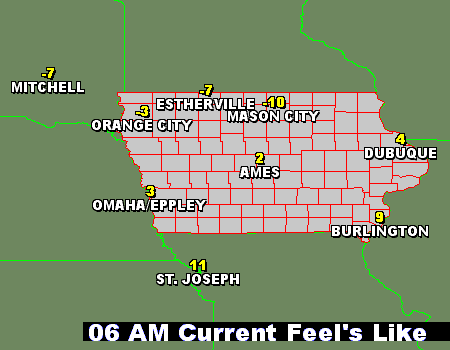 -7
MITCHELL
-7
ESTHERVILLE
-10
MASON CITY
-3
ORANGE CITY
4
DUBUQUE
2
AMES
3
OMAHA/EPPLEY
9
BURLINGTON
11
ST. JOSEPH
06 AM Current Feel's Like